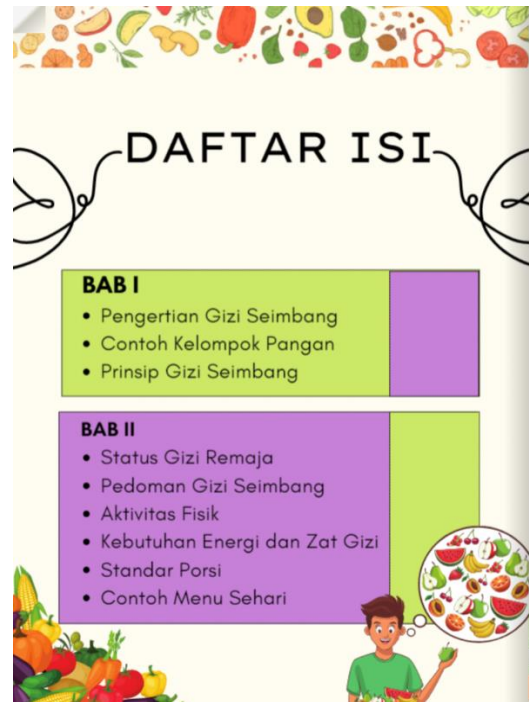 DAFTAR ISI
BAB I
• Pengertian Gizi Seimbang
• Contoh Kelompok Pangan
• Prinsip Gizi Seimbang
BAB II
• Status Gizi Remaja
• Pedoman Gizi Seimbang
• Aktivitas Fisik
• Kebutuhan Energi dan Zat Gizi
• Standar Porsi
• Contoh Menu Sehari